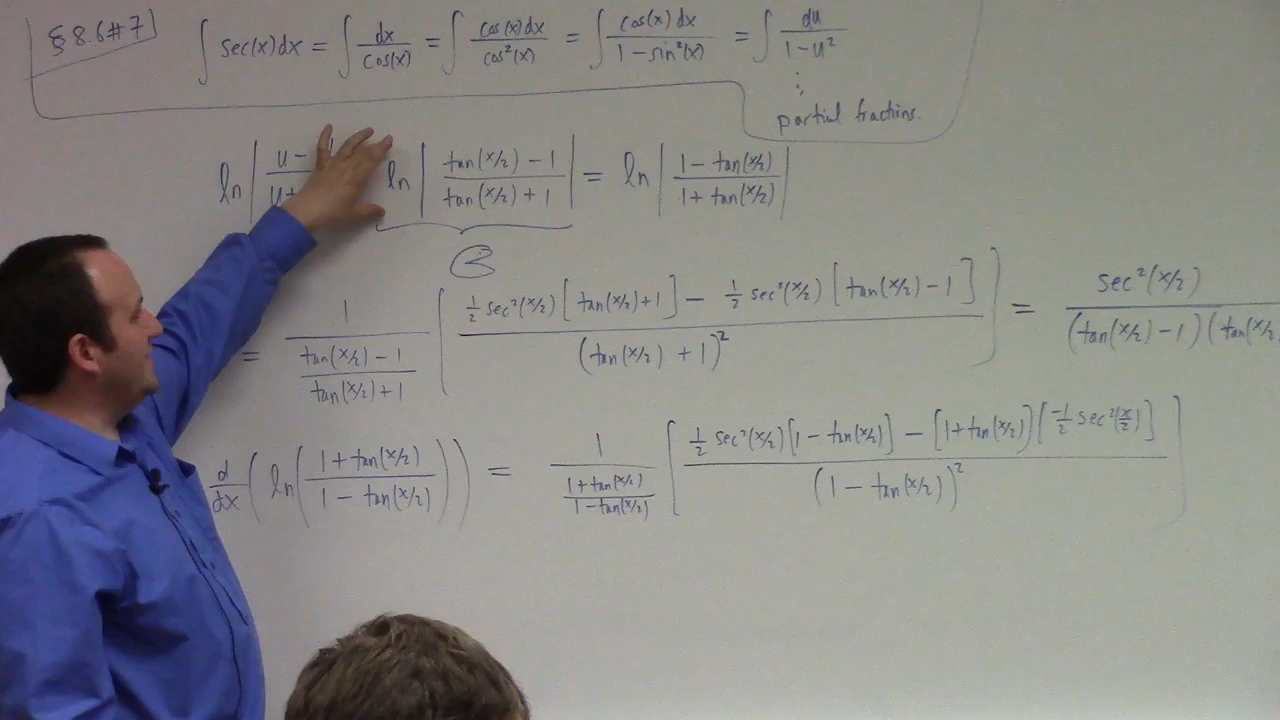 § 8.6 #7
∫ sec(x) dx = ∫ dx/cos(x) = ∫ cos(x) dx/cos²(x) = ∫ cos(x) dx/(1 − sin²(x)) = ∫ du/(1 − u²)
partial fractions.
ln | u − / u + ln | (tan(x/2) − 1)/(tan(x/2) + 1) | = ln | (1 − tan(x/2))/(1 + tan(x/2)) |
= 1/((tan(x/2) − 1)/(tan(x/2) + 1)) [ (½ sec²(x/2) [tan(x/2) + 1] − ½ sec²(x/2) [tan(x/2) − 1])/(tan(x/2) + 1)² ] = sec²(x/2)/((tan(x/2) − 1)(tan(x/2
d/dx ( ln( (1 + tan(x/2))/(1 − tan(x/2)) ) ) = 1/((1 + tan(x/2))/(1 − tan(x/2))) [ (½ sec²(x/2) [1 − tan(x/2)] − [1 + tan(x/2)] [−½ sec²(x/2)])/(1 − tan(x/2))² ]